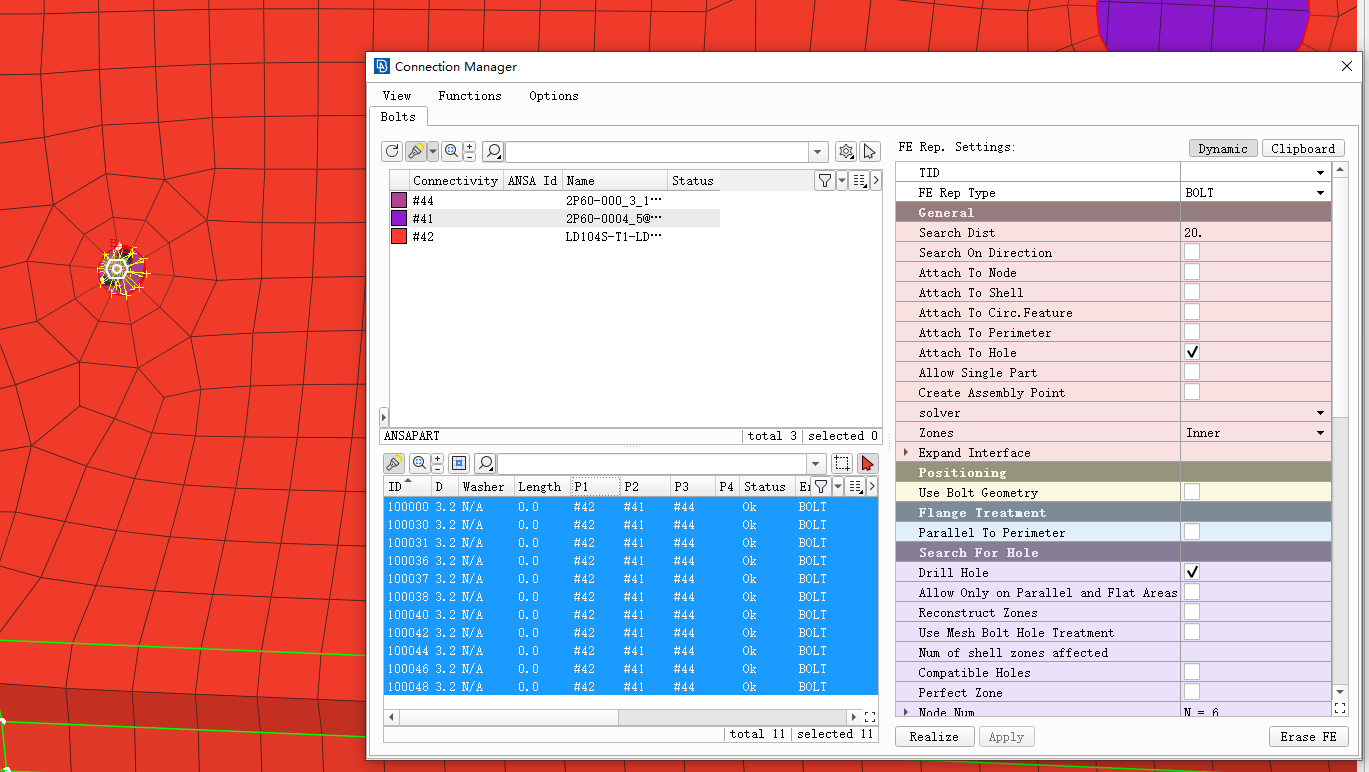 Connection Manager
View Functions Options
Bolts
Connectivity ANSA Id Name Status
#44 2P60-000_3_1···
#41 2P60-0004_5@···
#42 LD104S-T1-LD···
ANSAPART total 3 selected 0
ID D Washer Length P1 P2 P3 P4 Status
100000 3.2 N/A 0.0 #42 #41 #44 Ok BOLT
100030 3.2 N/A 0.0 #42 #41 #44 Ok BOLT
100031 3.2 N/A 0.0 #42 #41 #44 Ok BOLT
100036 3.2 N/A 0.0 #42 #41 #44 Ok BOLT
100037 3.2 N/A 0.0 #42 #41 #44 Ok BOLT
100038 3.2 N/A 0.0 #42 #41 #44 Ok BOLT
100040 3.2 N/A 0.0 #42 #41 #44 Ok BOLT
100042 3.2 N/A 0.0 #42 #41 #44 Ok BOLT
100044 3.2 N/A 0.0 #42 #41 #44 Ok BOLT
100046 3.2 N/A 0.0 #42 #41 #44 Ok BOLT
100048 3.2 N/A 0.0 #42 #41 #44 Ok BOLT
total 11 selected 11
FE Rep. Settings: Dynamic Clipboard
TID
FE Rep Type BOLT
General
Search Dist 20.
Search On Direction
Attach To Node
Attach To Shell
Attach To Circ.Feature
Attach To Perimeter
Attach To Hole
Allow Single Part
Create Assembly Point
solver
Zones Inner
Expand Interface
Positioning
Use Bolt Geometry
Flange Treatment
Parallel To Perimeter
Search For Hole
Drill Hole
Allow Only on Parallel and Flat Areas
Reconstruct Zones
Use Mesh Bolt Hole Treatment
Num of shell zones affected
Compatible Holes
Perfect Zone
Node Num N = 6
Realize Apply Erase FE